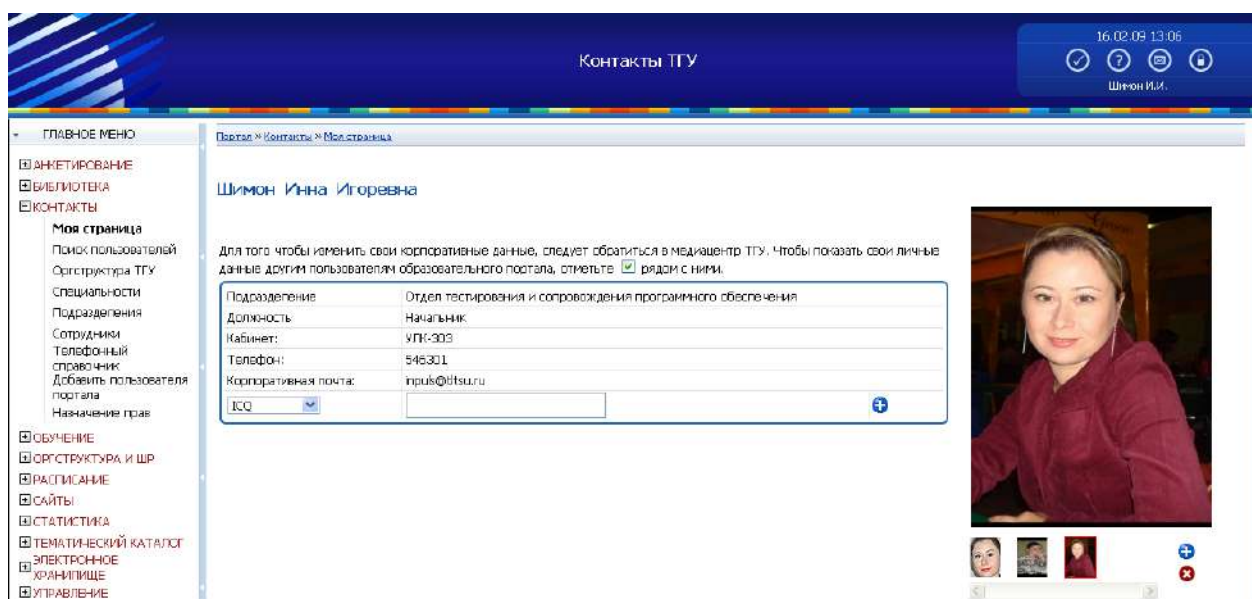 16.02.09 13:06
Контакты ТГУ
Шимон И.И.
ГЛАВНОЕ МЕНЮ
Портал » Контакты » Моя страница
АНКЕТИРОВАНИЕ
БИБЛИОТЕКА
КОНТАКТЫ
Моя страница
Поиск пользователей
Оргструктура ТГУ
Специальности
Подразделения
Сотрудники
Телефонный
справочник
Добавить пользователя
портала
Назначение прав
ОБУЧЕНИЕ
ОРГСТРУКТУРА И ШР
РАСПИСАНИЕ
САЙТЫ
СТАТИСТИКА
ТЕМАТИЧЕСКИЙ КАТАЛОГ
ЭЛЕКТРОННОЕ
ХРАНИЛИЩЕ
УПРАВЛЕНИЕ
Шимон Инна Игоревна
Для того чтобы изменить свои корпоративные данные, следует обратиться в медиацентр ТГУ. Чтобы показать свои личные
данные другим пользователям образовательного портала, отметьте рядом с ними.
Подразделение Отдел тестирования и сопровождения программного обеспечения
Должность Начальник
Кабинет: УЛК-303
Телефон: 546301
Корпоративная почта: inpuls@tltsu.ru
ICQ